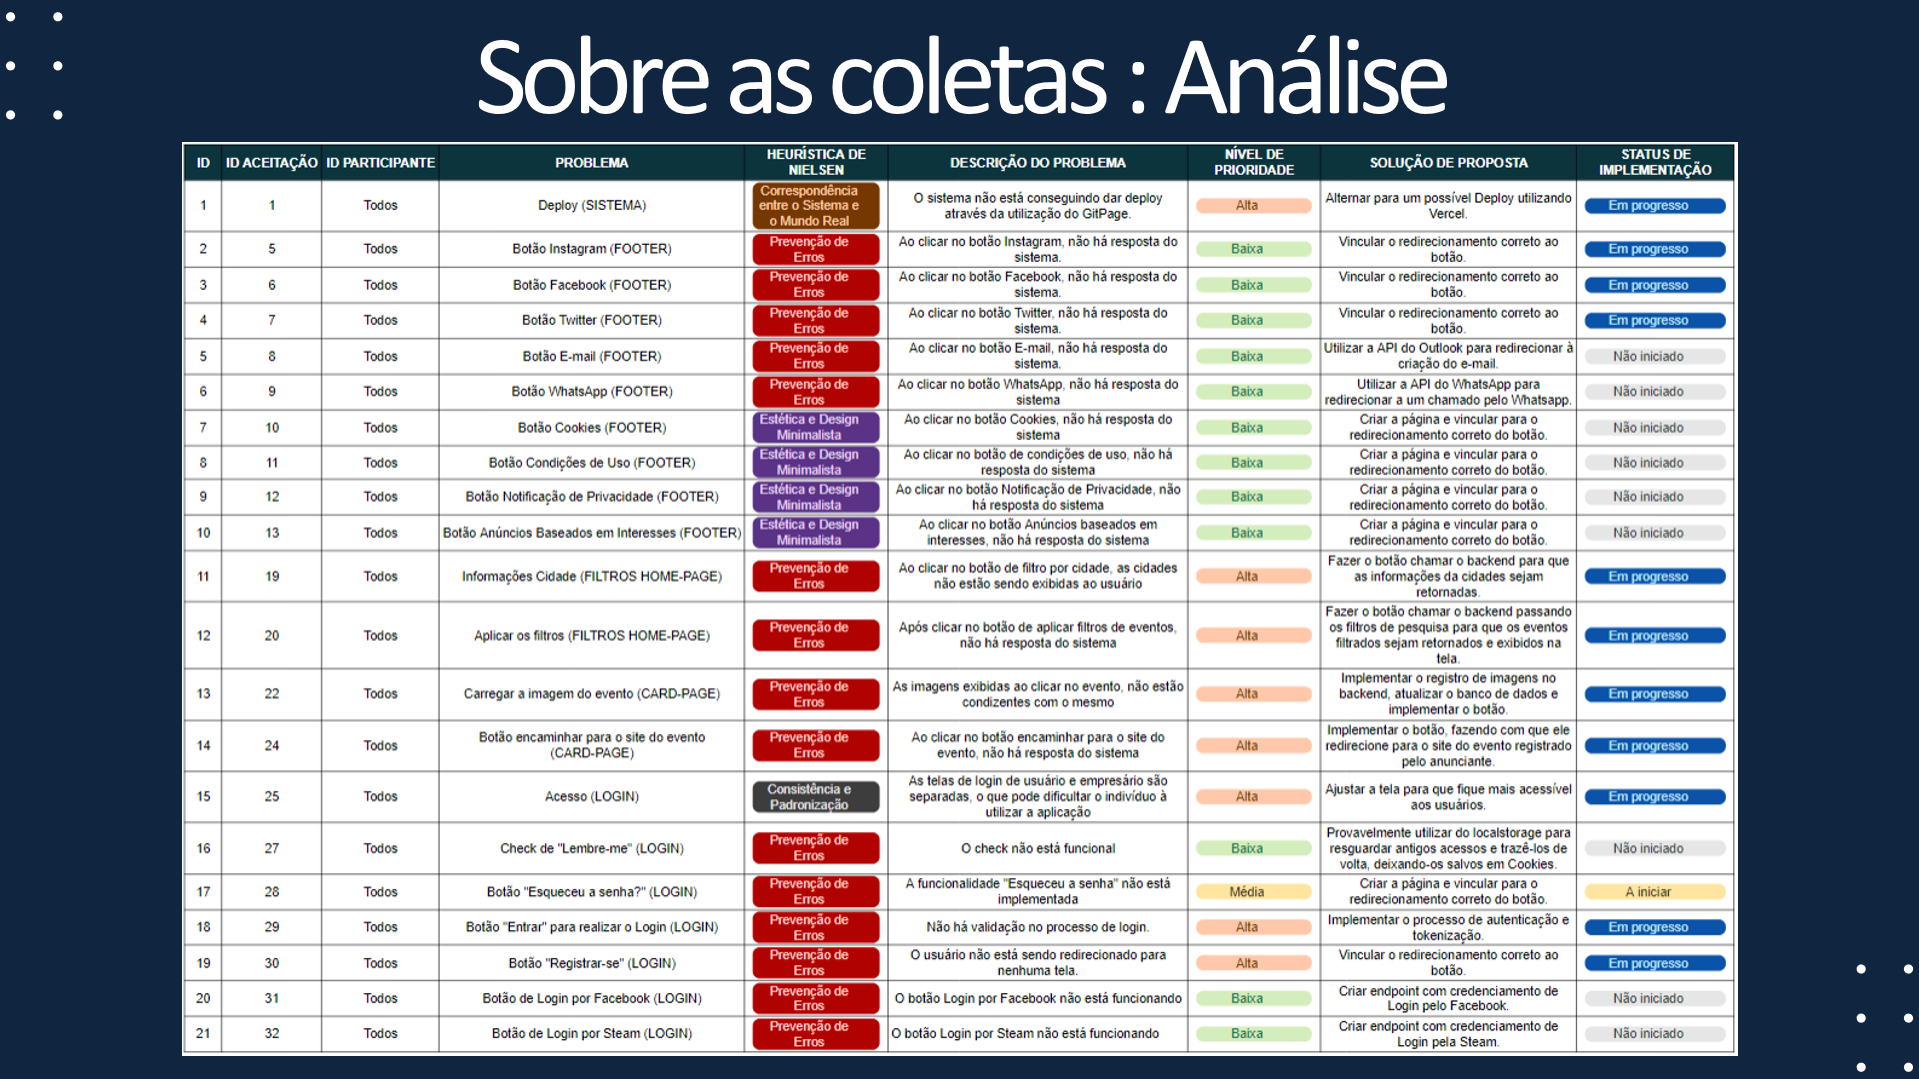 Sobre as coletas : Análise
ID ID ACEITAÇÃO ID PARTICIPANTE PROBLEMA HEURÍSTICA DE NIELSEN DESCRIÇÃO DO PROBLEMA NÍVEL DE PRIORIDADE SOLUÇÃO DE PROPOSTA STATUS DE IMPLEMENTAÇÃO
1 1 Todos Deploy (SISTEMA) Correspondência entre o Sistema e o Mundo Real O sistema não está conseguindo dar deploy através da utilização do GitPage. Alta Alternar para um possível Deploy utilizando Vercel. Em progresso
2 5 Todos Botão Instagram (FOOTER) Prevenção de Erros Ao clicar no botão Instagram, não há resposta do sistema. Baixa Vincular o redirecionamento correto ao botão. Em progresso
3 6 Todos Botão Facebook (FOOTER) Prevenção de Erros Ao clicar no botão Facebook, não há resposta do sistema. Baixa Vincular o redirecionamento correto ao botão. Em progresso
4 7 Todos Botão Twitter (FOOTER) Prevenção de Erros Ao clicar no botão Twitter, não há resposta do sistema. Baixa Vincular o redirecionamento correto ao botão. Em progresso
5 8 Todos Botão E-mail (FOOTER) Prevenção de Erros Ao clicar no botão E-mail, não há resposta do sistema. Baixa Utilizar a API do Outlook para redirecionar à criação do e-mail. Não iniciado
6 9 Todos Botão WhatsApp (FOOTER) Prevenção de Erros Ao clicar no botão WhatsApp, não há resposta do sistema Baixa Utilizar a API do WhatsApp para redirecionar a um chamado pelo Whatsapp. Não iniciado
7 10 Todos Botão Cookies (FOOTER) Estética e Design Minimalista Ao clicar no botão Cookies, não há resposta do sistema Baixa Criar a página e vincular para o redirecionamento correto do botão. Não iniciado
8 11 Todos Botão Condições de Uso (FOOTER) Estética e Design Minimalista Ao clicar no botão de condições de uso, não há resposta do sistema Baixa Criar a página e vincular para o redirecionamento correto do botão. Não iniciado
9 12 Todos Botão Notificação de Privacidade (FOOTER) Estética e Design Minimalista Ao clicar no botão Notificação de Privacidade, não há resposta do sistema Baixa Criar a página e vincular para o redirecionamento correto do botão. Não iniciado
10 13 Todos Botão Anúncios Baseados em Interesses (FOOTER) Estética e Design Minimalista Ao clicar no botão Anúncios baseados em interesses, não há resposta do sistema Baixa Criar a página e vincular para o redirecionamento correto do botão. Não iniciado
11 19 Todos Informações Cidade (FILTROS HOME-PAGE) Prevenção de Erros Ao clicar no botão de filtro por cidade, as cidades não estão sendo exibidas ao usuário Alta Fazer o botão chamar o backend para que as informações da cidades sejam retornadas. Em progresso
12 20 Todos Aplicar os filtros (FILTROS HOME-PAGE) Prevenção de Erros Após clicar no botão de aplicar filtros de eventos, não há resposta do sistema Alta Fazer o botão chamar o backend passando os filtros de pesquisa para que os eventos filtrados sejam retornados e exibidos na tela. Em progresso
13 22 Todos Carregar a imagem do evento (CARD-PAGE) Prevenção de Erros As imagens exibidas ao clicar no evento, não estão condizentes com o mesmo Alta Implementar o registro de imagens no backend, atualizar o banco de dados e implementar o botão. Em progresso
14 24 Todos Botão encaminhar para o site do evento (CARD-PAGE) Prevenção de Erros Ao clicar no botão encaminhar para o site do evento, não há resposta do sistema Alta Implementar o botão, fazendo com que ele redirecione para o site do evento registrado pelo anunciante. Em progresso
15 25 Todos Acesso (LOGIN) Consistência e Padronização As telas de login de usuário e empresário são separadas, o que pode dificultar o indivíduo à utilizar a aplicação Alta Ajustar a tela para que fique mais acessível aos usuários. Em progresso
16 27 Todos Check de "Lembre-me" (LOGIN) Prevenção de Erros O check não está funcional Baixa Provavelmente utilizar do localstorage para resguardar antigos acessos e trazê-los de volta, deixando-os salvos em Cookies. Não iniciado
17 28 Todos Botão "Esqueceu a senha?" (LOGIN) Prevenção de Erros A funcionalidade "Esqueceu a senha" não está implementada Média Criar a página e vincular para o redirecionamento correto do botão. A iniciar
18 29 Todos Botão "Entrar" para realizar o Login (LOGIN) Prevenção de Erros Não há validação no processo de login. Alta Implementar o processo de autenticação e tokenização. Em progresso
19 30 Todos Botão "Registrar-se" (LOGIN) Prevenção de Erros O usuário não está sendo redirecionado para nenhuma tela. Alta Vincular o redirecionamento correto ao botão. Em progresso
20 31 Todos Botão de Login por Facebook (LOGIN) Prevenção de Erros O botão Login por Facebook não está funcionando Baixa Criar endpoint com credenciamento de Login pelo Facebook. Não iniciado
21 32 Todos Botão de Login por Steam (LOGIN) Prevenção de Erros O botão Login por Steam não está funcionando Baixa Criar endpoint com credenciamento de Login pela Steam. Não iniciado